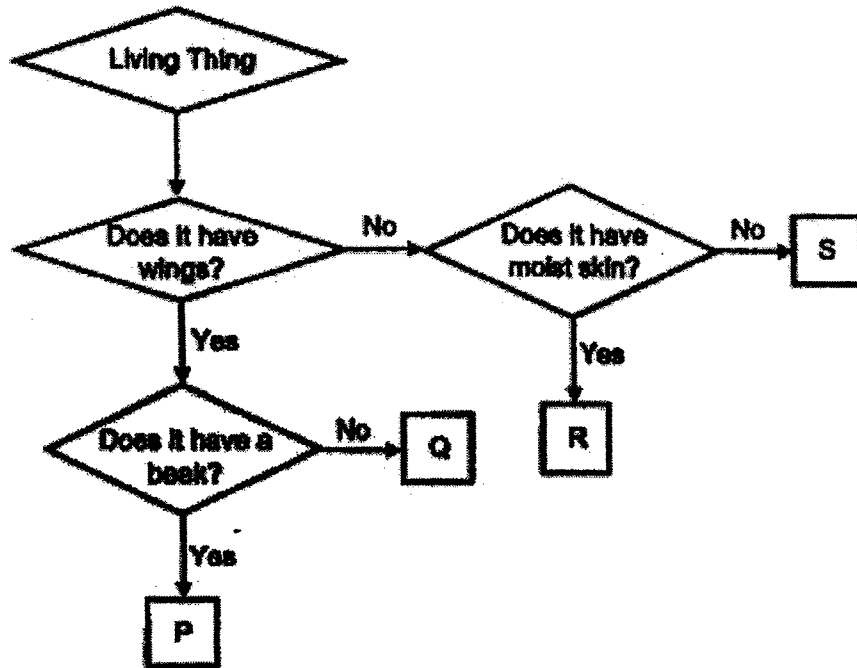 Living Thing
Does it have
wings?
No
Does it have
moist skin?
No
S
Yes
Yes
R
Does it have a
beak?
No
Q
Yes
P